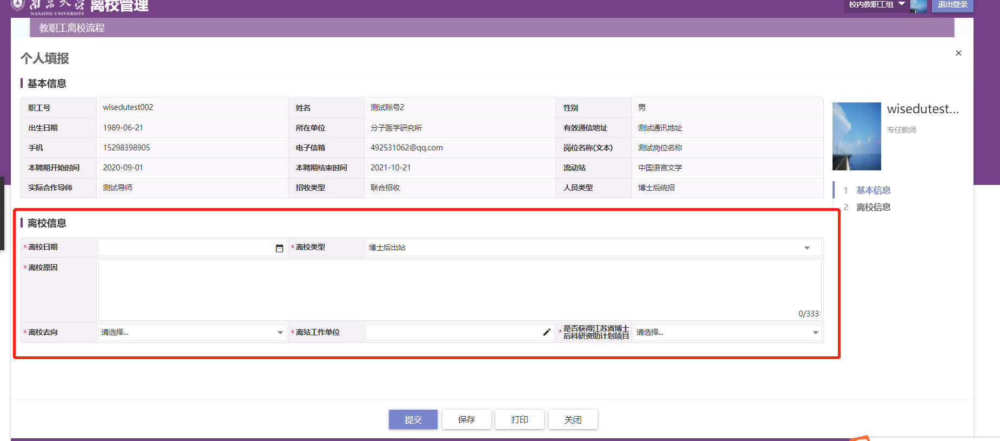 南京大学 离校管理
NANJING UNIVERSITY
校内教职工组
退出登录
教职工离校流程
个人填报
基本信息
职工号 wisedutest002 姓名 测试账号2 性别 男
出生日期 1989-06-21 所在单位 分子医学研究所 有效通信地址 测试通讯地址
手机 15298398905 电子信箱 492531062@qq.com 岗位名称(文本) 测试岗位名称
本聘期开始时间 2020-09-01 本聘期结束时间 2021-10-21 流动站 中国语言文学
实际合作导师 测试导师 招收类型 联合招收 人员类型 博士后统招
wisedutest...
专任教师
1 基本信息
2 离校信息
离校信息
*离校日期 *离校类型 博士后出站
*离校原因
0/333
*离校去向 请选择... *离站工作单位 *是否获得江苏省博士
后科研资助计划项目 请选择...
提交 保存 打印 关闭